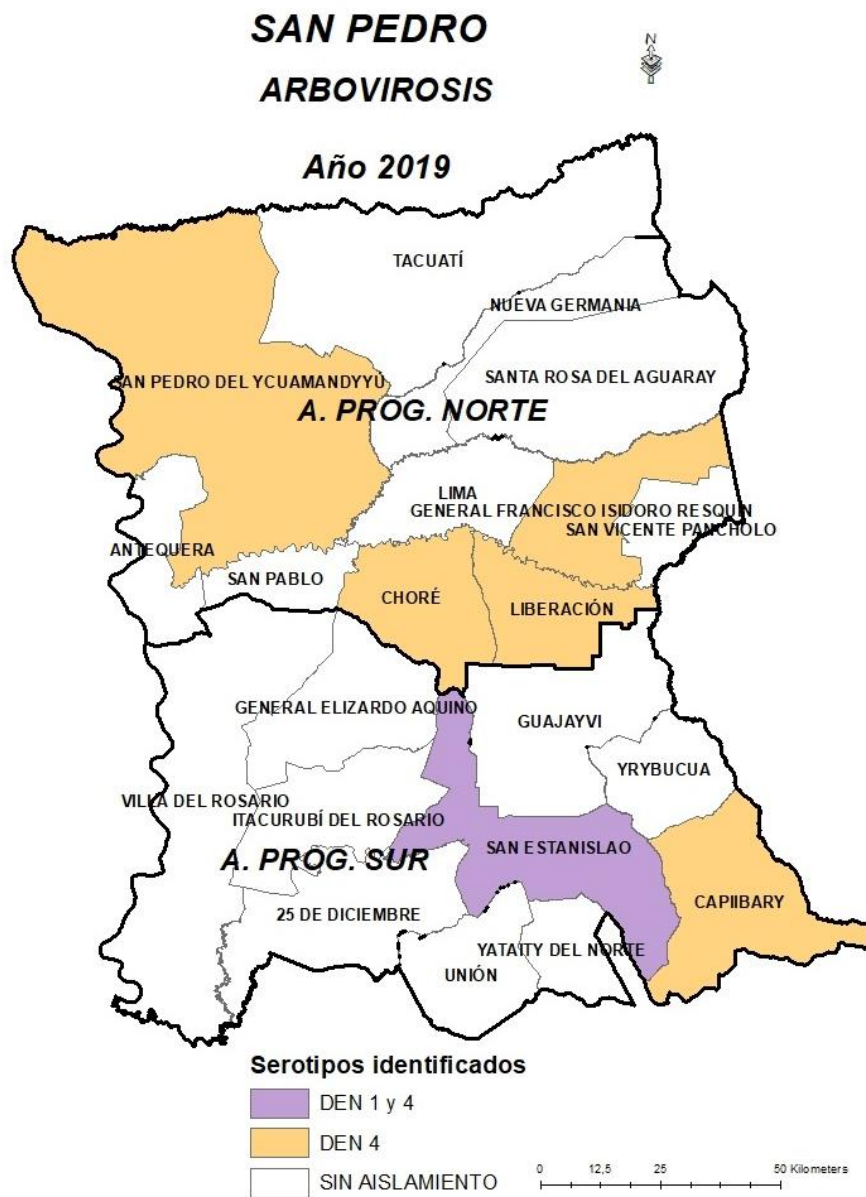 SAN PEDRO
ARBOVIROSIS
Año 2019
N
TACUATÍ
NUEVA GERMANIA
SAN PEDRO DEL YCUAMANDYYÚ
SANTA ROSA DEL AGUARAY
A. PROG. NORTE
LIMA
GENERAL FRANCISCO ISIDORO RESQUIN
SAN VICENTE PANCHOLO
ANTEQUERA
SAN PABLO
CHORÉ
LIBERACIÓN
GENERAL ELIZARDO AQUINO
GUAJAYVI
YRYBUCUA
VILLA DEL ROSARIO
ITACURUBÍ DEL ROSARIO
SAN ESTANISLAO
A. PROG. SUR
CAPIIBARY
25 DE DICIEMBRE
YATAITY DEL NORTE
UNIÓN
Serotipos identificados
DEN 1 y 4
DEN 4
SIN AISLAMIENTO
0 12,5 25 50 Kilometers